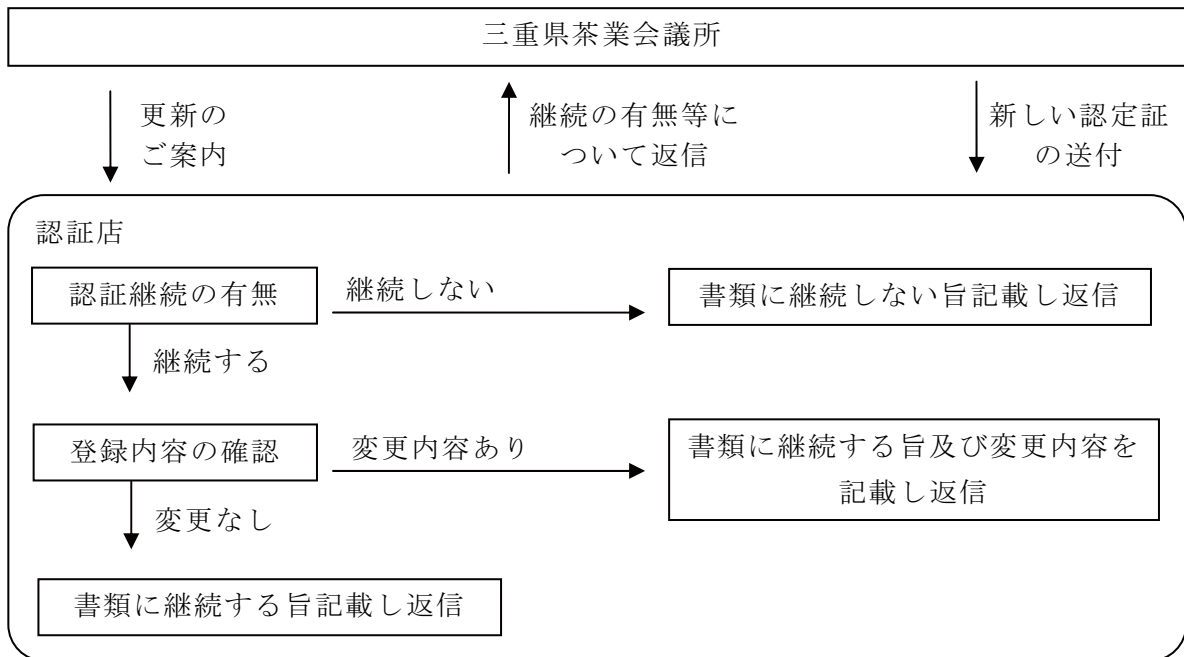 三重県茶業会議所
更新の
ご案内
継続の有無等に
ついて返信
新しい認定証
の送付
認証店
認証継続の有無
継続しない
書類に継続しない旨記載し返信
継続する
登録内容の確認
変更内容あり
書類に継続する旨及び変更内容を
記載し返信
変更なし
書類に継続する旨記載し返信